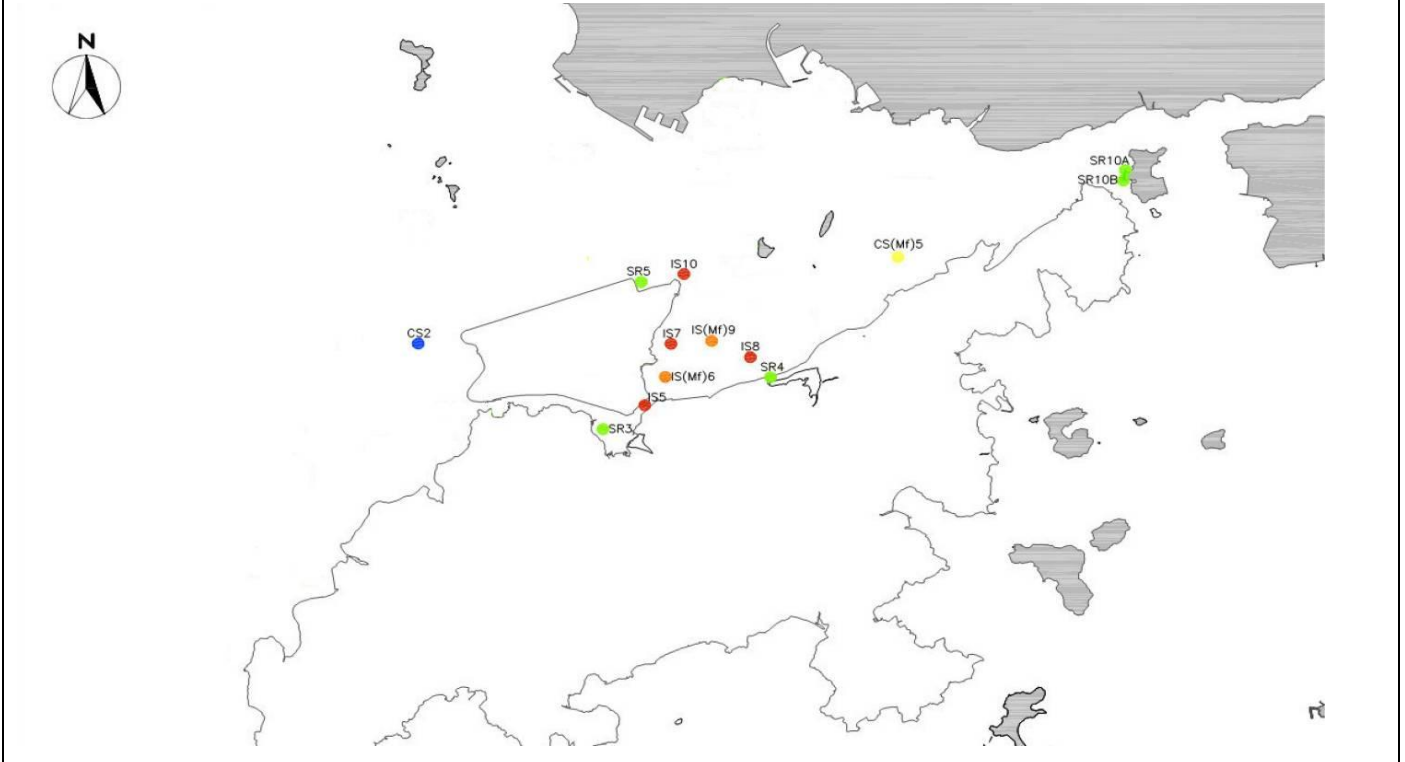 N
SR10A
SR10B
CS(Mf)5
IS10
SR5
CS2
IS7
IS(Mf)9
IS8
SR4
IS(Mf)6
IS5
SR3